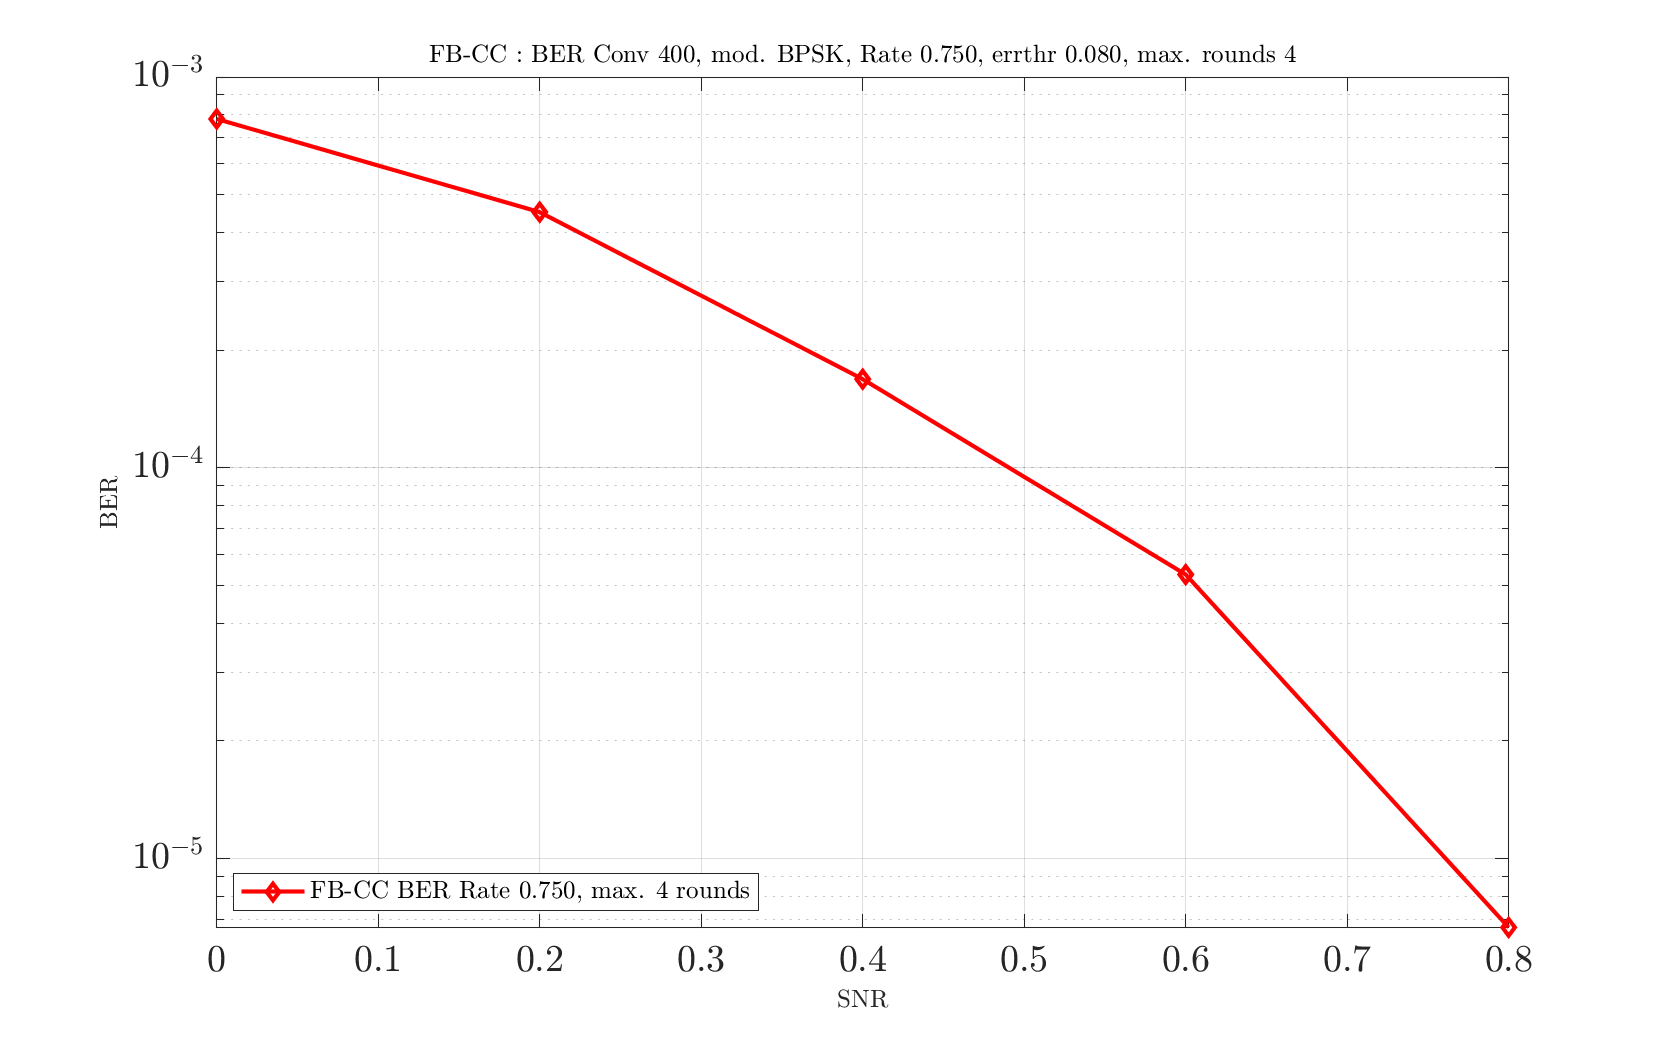 FB-CC : BER Conv 400, mod. BPSK, Rate 0.750, errthr 0.080, max. rounds 4
10⁻³
10⁻⁴
BER
10⁻⁵
FB-CC BER Rate 0.750, max. 4 rounds
0 0.1 0.2 0.3 0.4 0.5 0.6 0.7 0.8
SNR